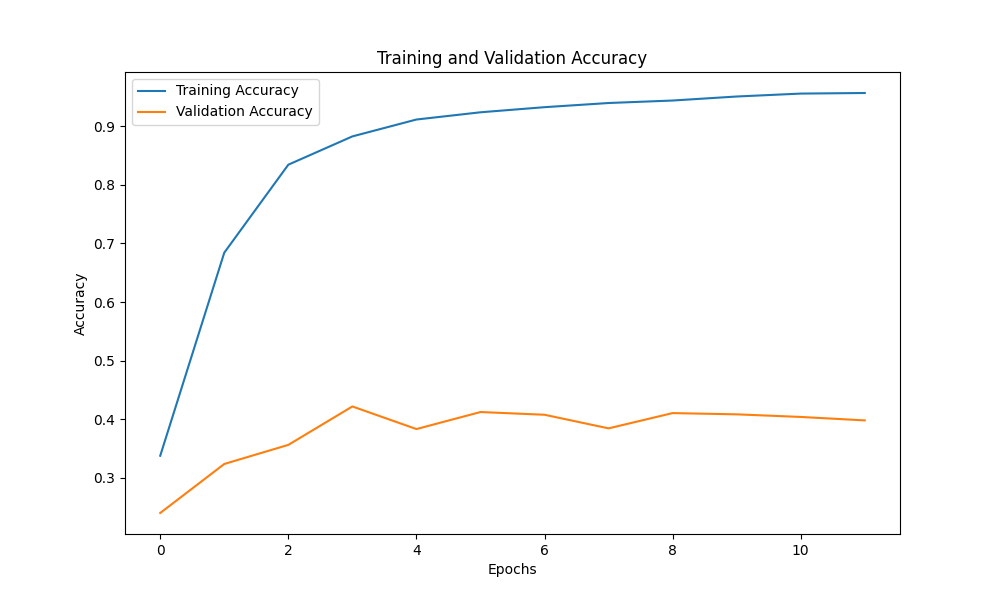 Training and Validation Accuracy
Training Accuracy
Validation Accuracy
0.9
0.8
0.7
0.6
0.5
0.4
0.3
Accuracy
0 2 4 6 8 10
Epochs